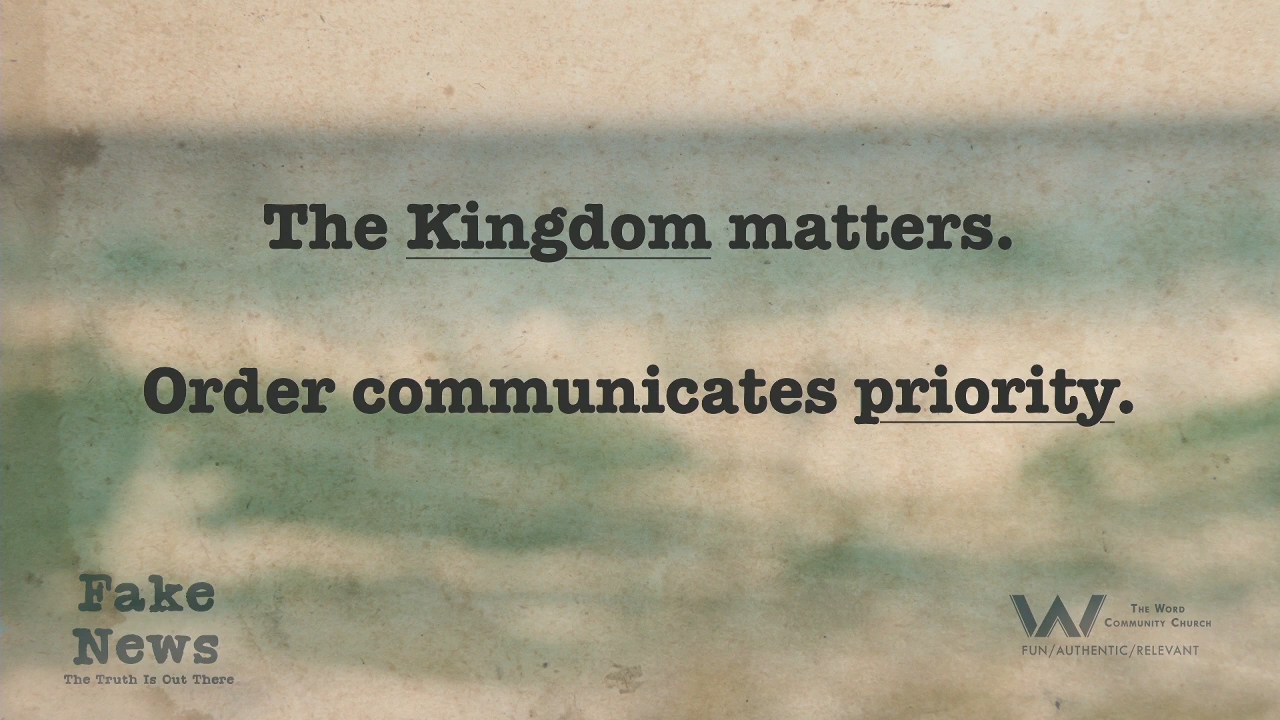 The Kingdom matters.
Order communicates priority.
Fake
News
The Truth Is Out There
W
The Word
Community Church
FUN/AUTHENTIC/RELEVANT